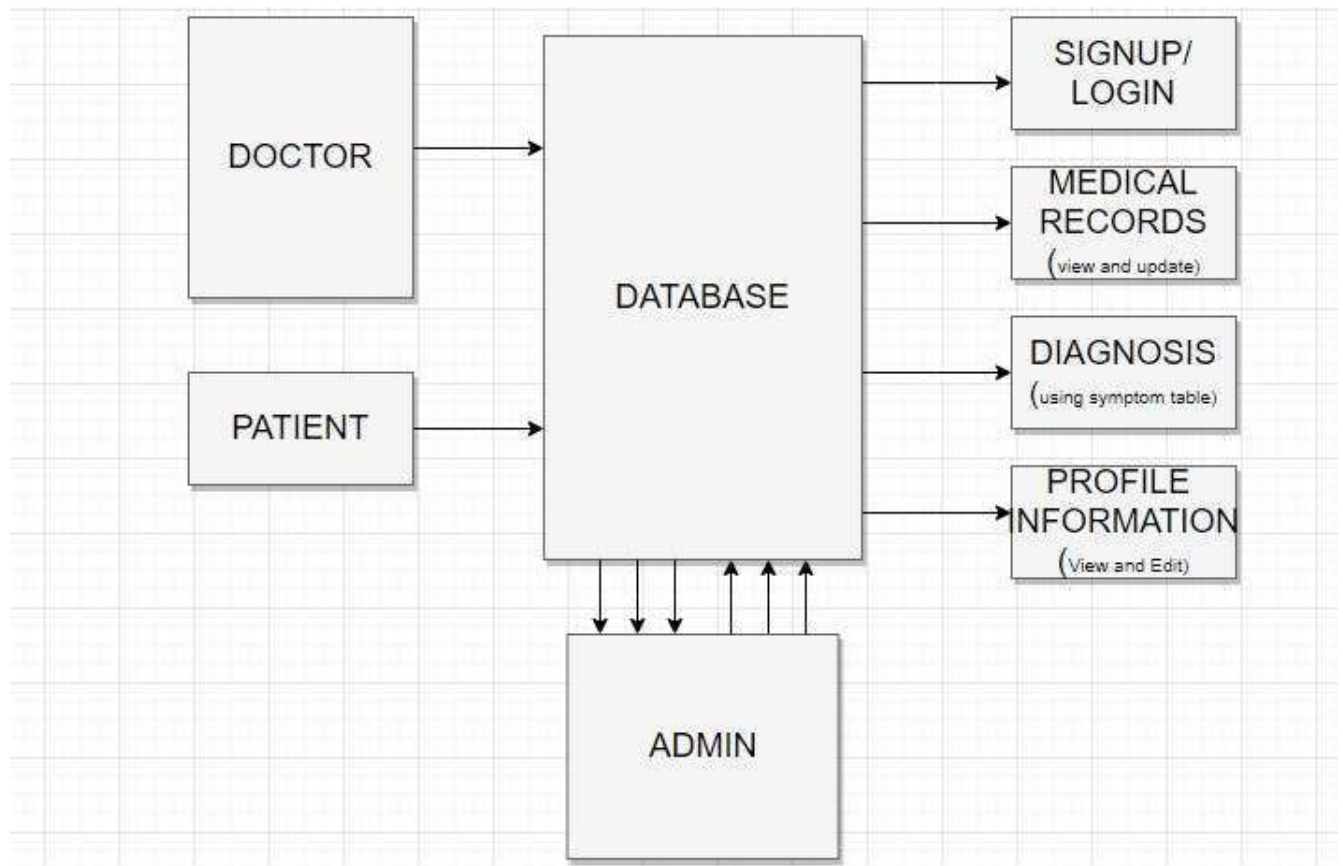 DOCTOR
PATIENT
DATABASE
ADMIN
SIGNUP/
LOGIN
MEDICAL
RECORDS
(view and update)
DIAGNOSIS
(using symptom table)
PROFILE
INFORMATION
(View and Edit)